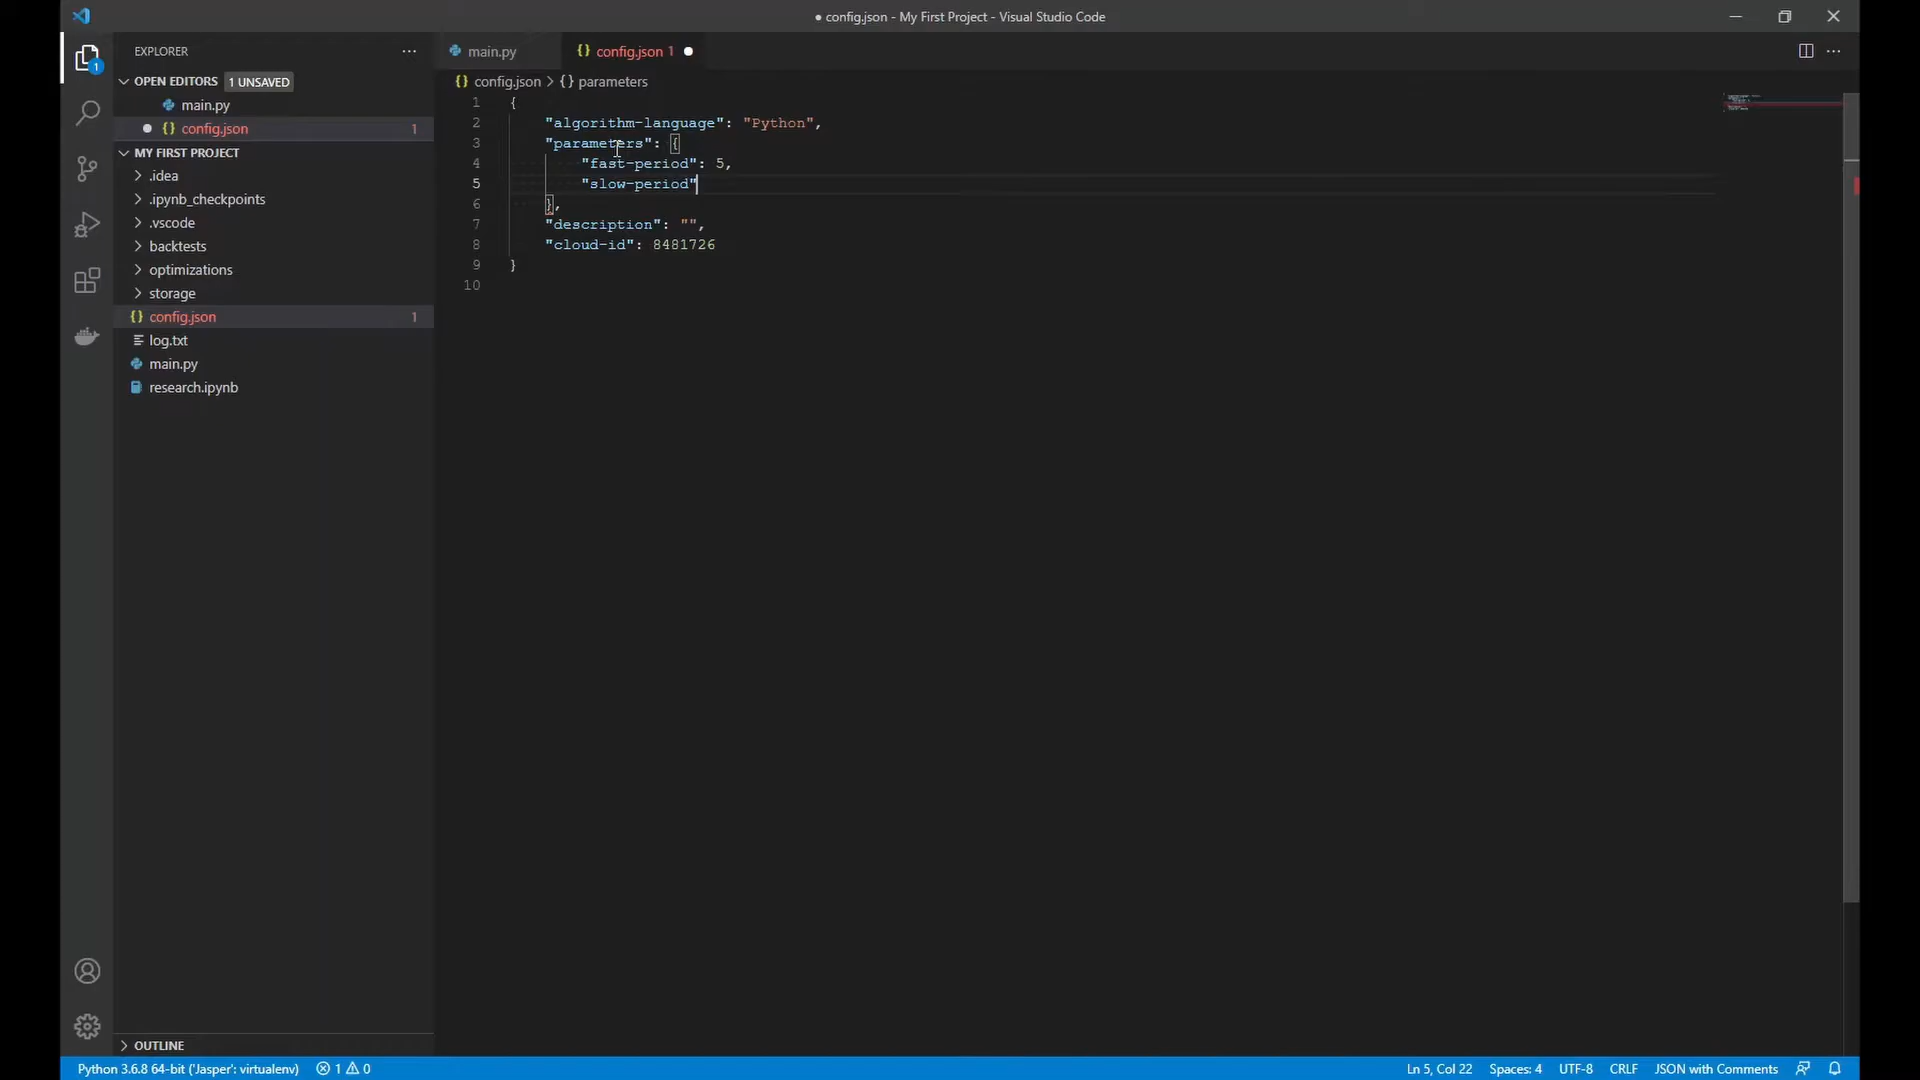 ● config.json - My First Project - Visual Studio Code
EXPLORER
OPEN EDITORS 1 UNSAVED
main.py
config.json 1
MY FIRST PROJECT
.idea
.ipynb_checkpoints
.vscode
backtests
optimizations
storage
config.json 1
log.txt
main.py
research.ipynb
OUTLINE
1
main.py
config.json 1
config.json > {} parameters
1 {
2 "algorithm-language": "Python",
3 "parameters": {
4 "fast-period": 5,
5 "slow-period"
6 },
7 "description": "",
8 "cloud-id": 8481726
9 }
10
Python 3.6.8 64-bit ('Jasper': virtualenv) 1 0 Ln 5, Col 22 Spaces: 4 UTF-8 CRLF JSON with Comments